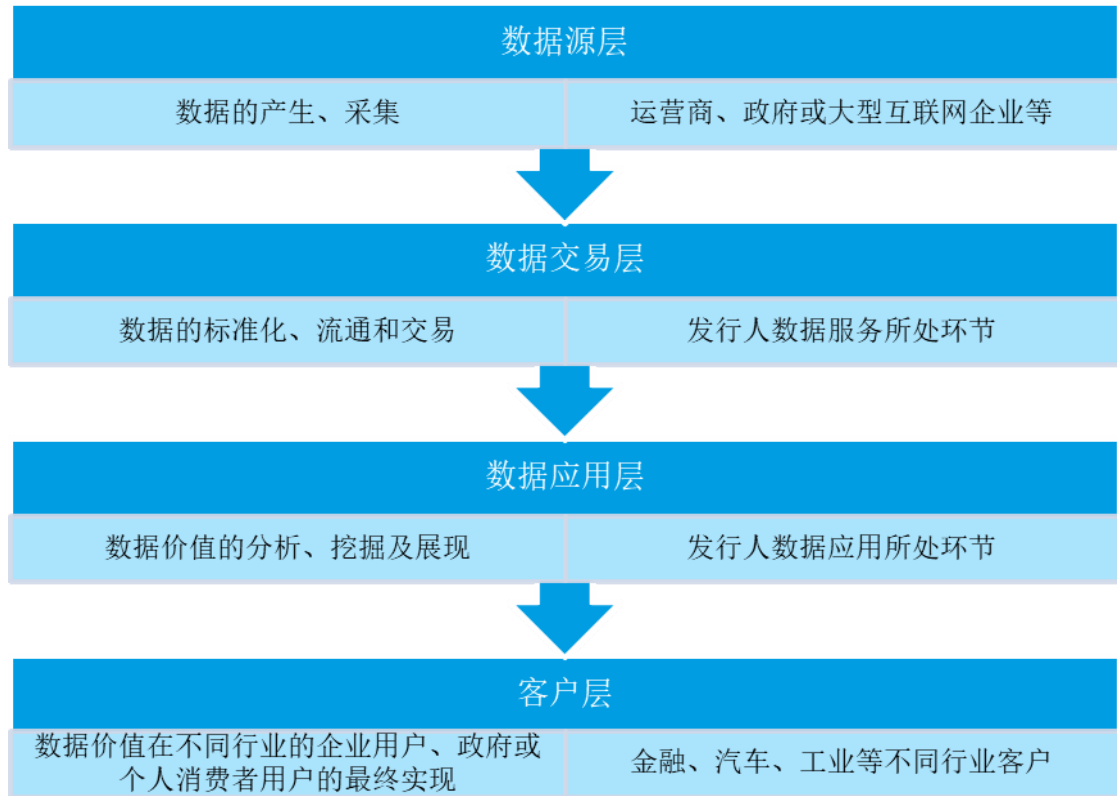 数据源层
数据的产生、采集
运营商、政府或大型互联网企业等
数据交易层
数据的标准化、流通和交易
发行人数据服务所处环节
数据应用层
数据价值的分析、挖掘及展现
发行人数据应用所处环节
客户层
数据价值在不同行业的企业用户、政府或
个人消费者用户的最终实现
金融、汽车、工业等不同行业客户